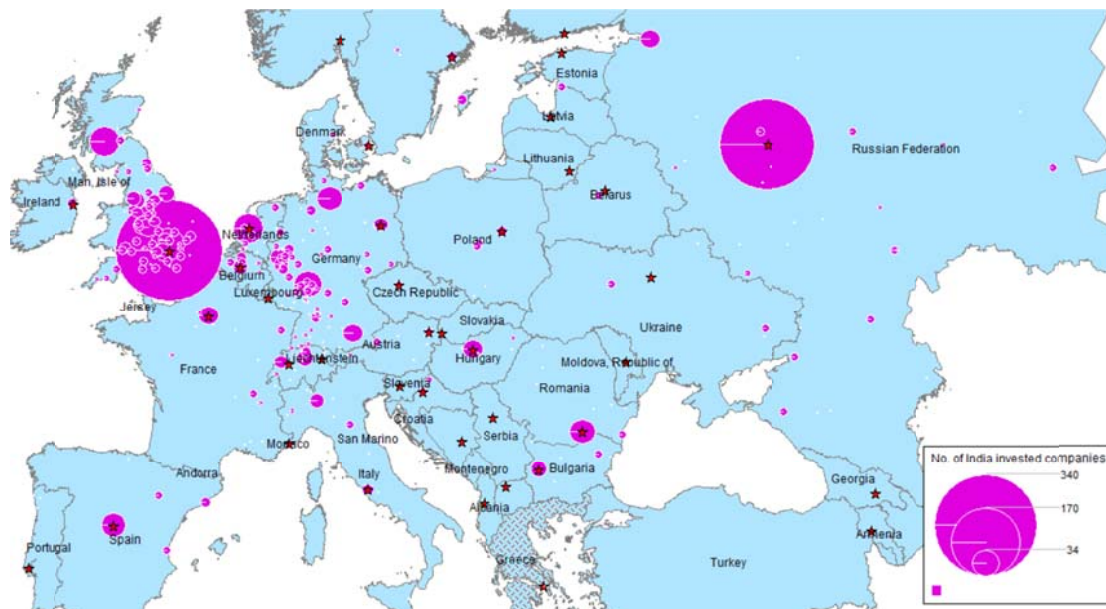 Estonia
Latvia
Denmark
Russian Federation
Lithuania
Man, Isle of
Ireland
Belarus
Netherlands
Poland
Germany
Belgium
Czech Republic
Luxembourg
Jersey
Slovakia
Ukraine
Austria
Liechtenstein
Hungary
Moldova, Republic of
France
Slovenia
Romania
Croatia
San Marino
Serbia
Monaco
No. of India invested companies
340
170
34
Andorra
Italy
Montenegro
Bulgaria
Georgia
Albania
Armenia
Portugal
Spain
Greece
Turkey